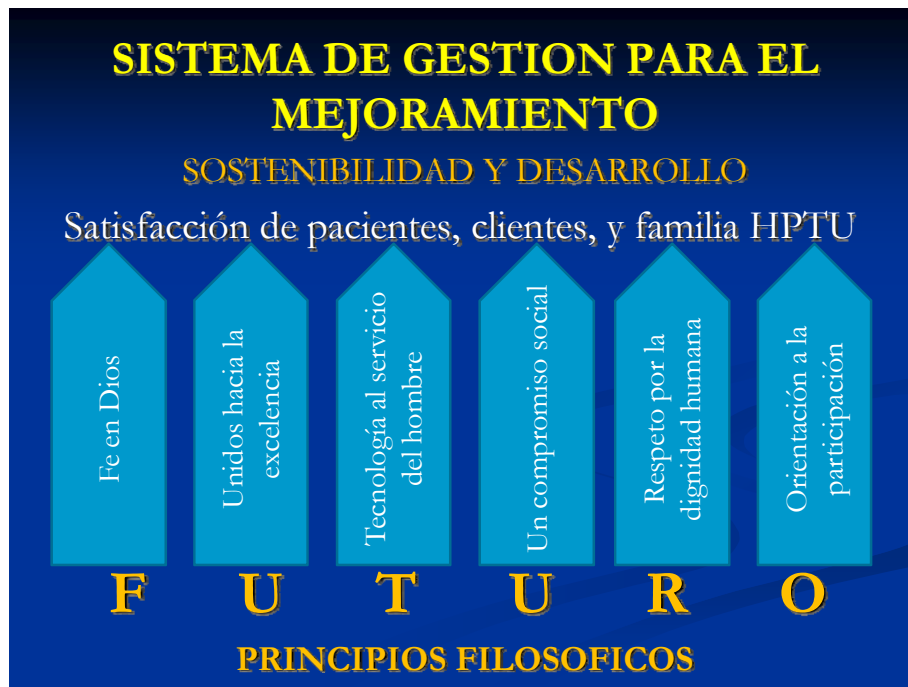 SISTEMA DE GESTION PARA EL
MEJORAMIENTO
SOSTENIBILIDAD Y DESARROLLO
Satisfacción de pacientes, clientes, y familia HPTU
Fe en Dios
Unidos hacia la
excelencia
Tecnología al servicio
del hombre
Un compromiso social
Respeto por la
dignidad humana
Orientación a la
participación
F U T U R O
PRINCIPIOS FILOSOFICOS